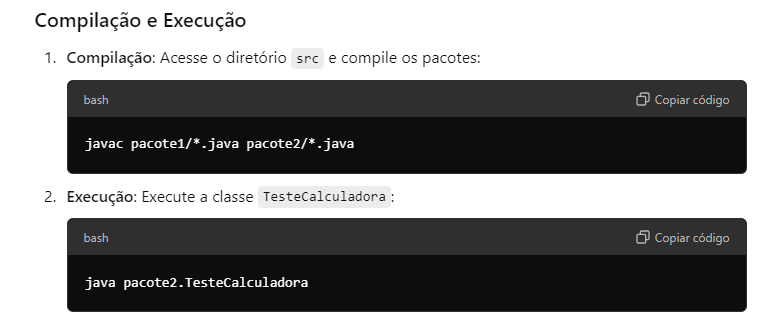 Compilação e Execução
1. Compilação: Acesse o diretório src e compile os pacotes:
bash Copiar código
javac pacote1/*.java pacote2/*.java
2. Execução: Execute a classe TesteCalculadora:
bash Copiar código
java pacote2.TesteCalculadora